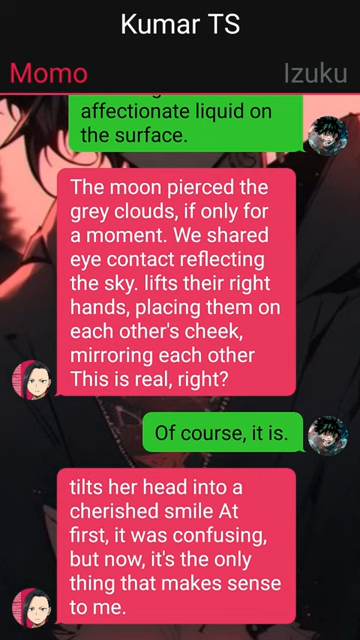 Kumar TS
Momo
Izuku
affectionate liquid on
the surface.
The moon pierced the
grey clouds, if only for
a moment. We shared
eye contact reflecting
the sky. lifts their right
hands, placing them on
each other's cheek,
mirroring each other
This is real, right?
Of course, it is.
tilts her head into a
cherished smile At
first, it was confusing,
but now, it's the only
thing that makes sense
to me.